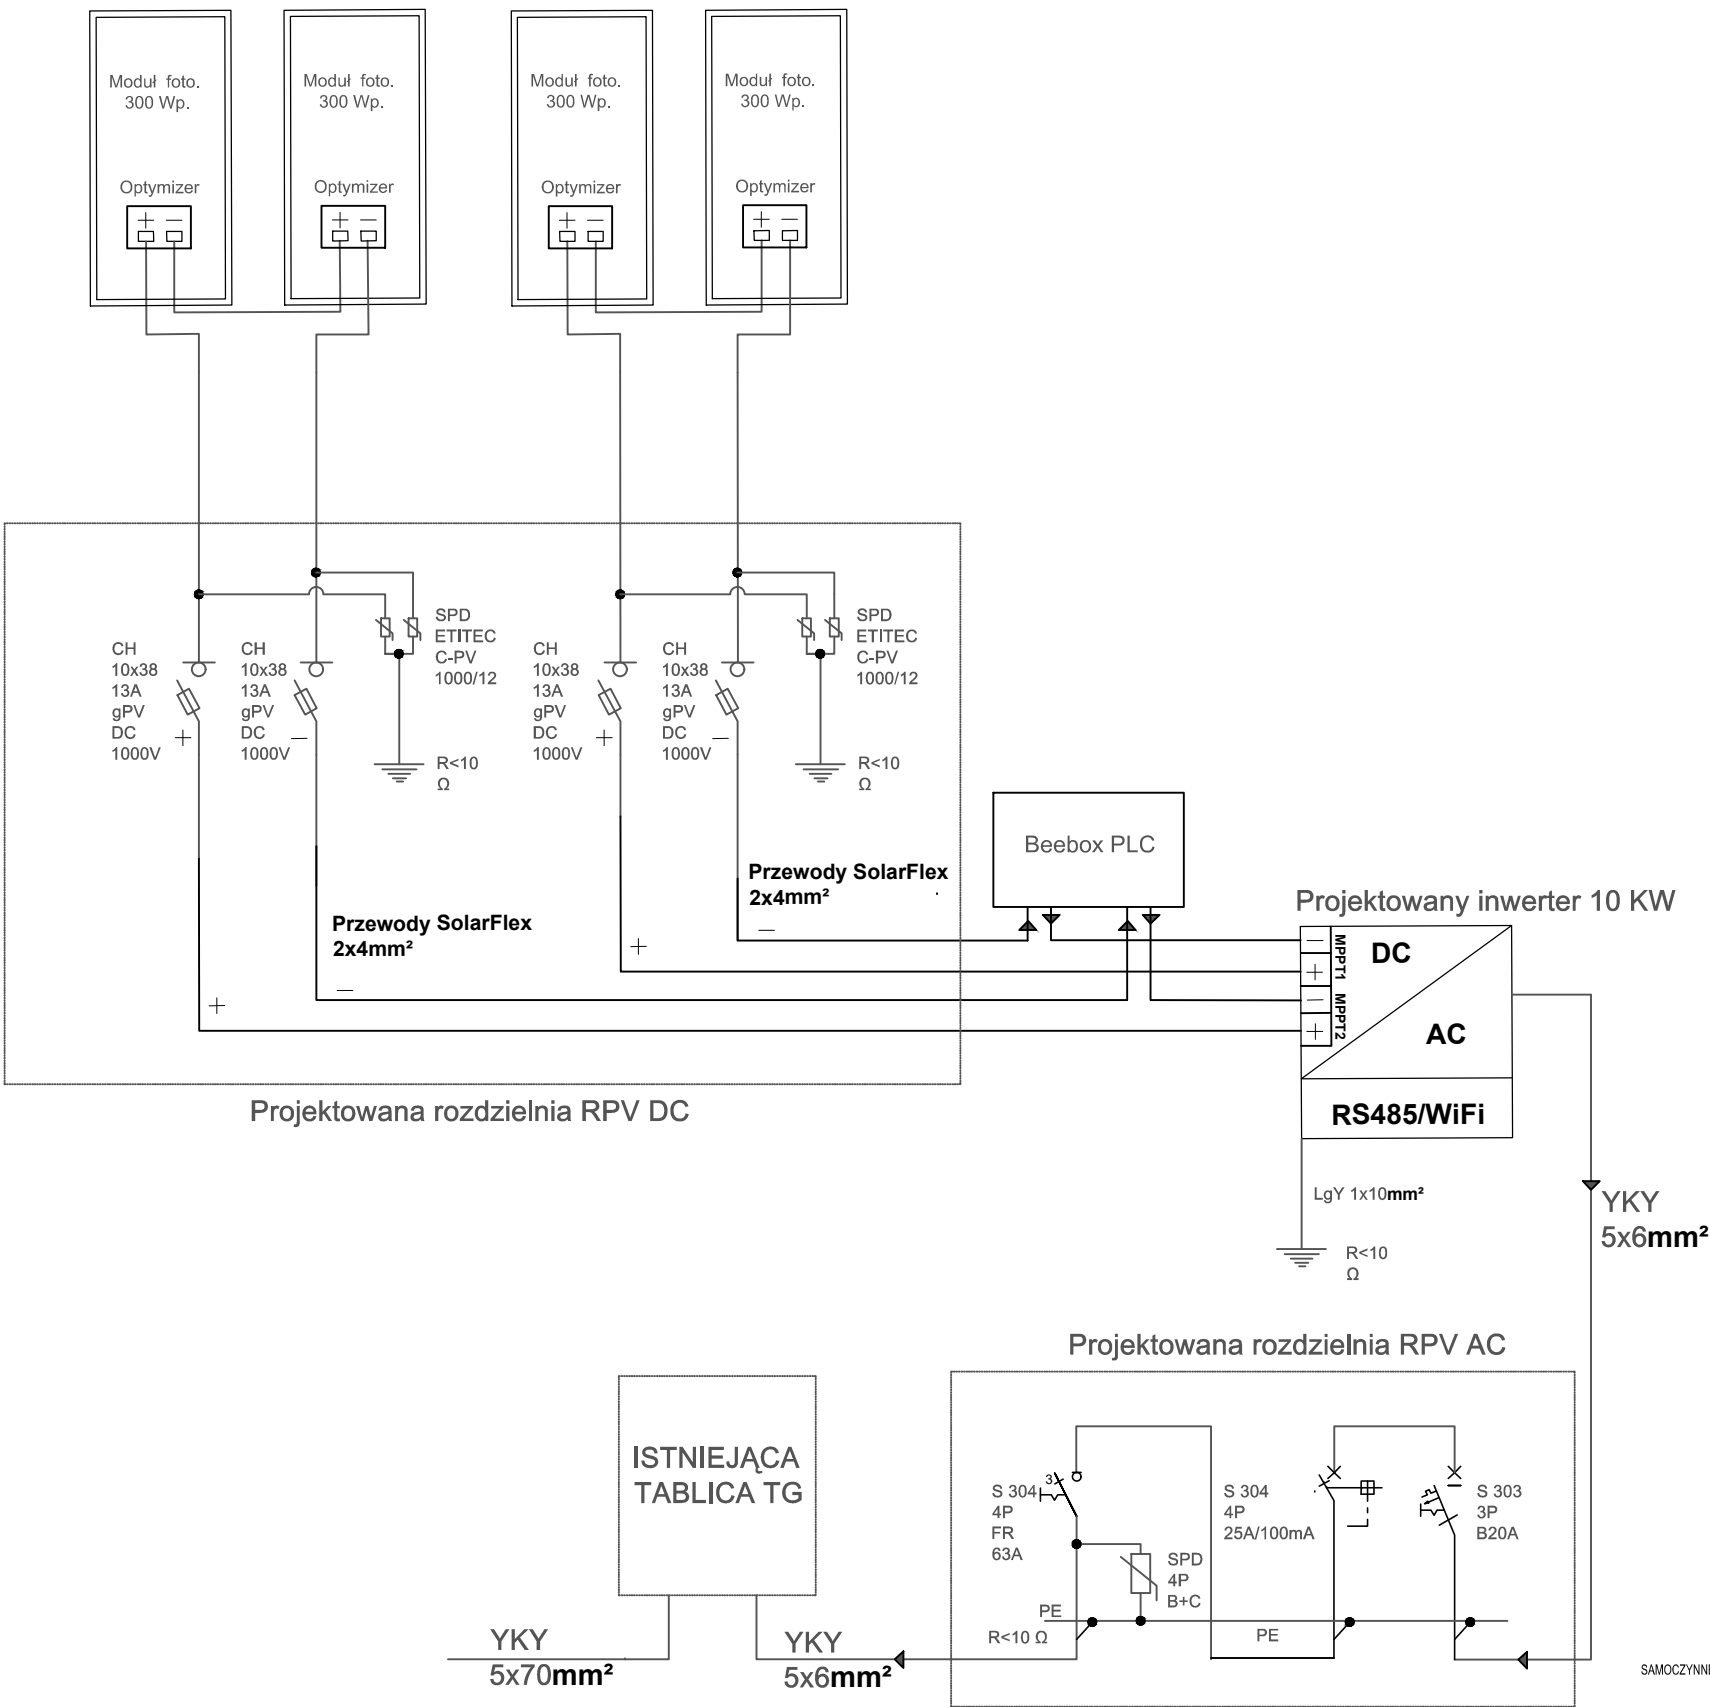 Moduł foto.
300 Wp.
Optymizer
+ −
Moduł foto.
300 Wp.
Optymizer
+ −
Moduł foto.
300 Wp.
Optymizer
+ −
Moduł foto.
300 Wp.
Optymizer
+ −
CH
10x38
13A
gPV
DC
1000V
+
CH
10x38
13A
gPV
DC
1000V
−
SPD
ETITEC
C-PV
1000/12
R<10
Ω
CH
10x38
13A
gPV
DC
1000V
+
CH
10x38
13A
gPV
DC
1000V
−
SPD
ETITEC
C-PV
1000/12
R<10
Ω
Przewody SolarFlex
2x4mm²
−
+
Przewody SolarFlex
2x4mm²
−
+
Projektowana rozdzielnia RPV DC
Beebox PLC
Projektowany inwerter 10 KW
−
+
MPPT1
−
+
MPPT2
DC
AC
RS485/WiFi
LgY 1x10mm²
R<10
Ω
YKY
5x6mm²
Projektowana rozdzielnia RPV AC
ISTNIEJĄCA
TABLICA TG
YKY
5x70mm²
YKY
5x6mm²
S 304
4P
FR
63A
3
SPD
4P
B+C
PE
R<10 Ω
S 304
4P
25A/100mA
PE
S 303
3P
B20A
SAMOCZYNNI